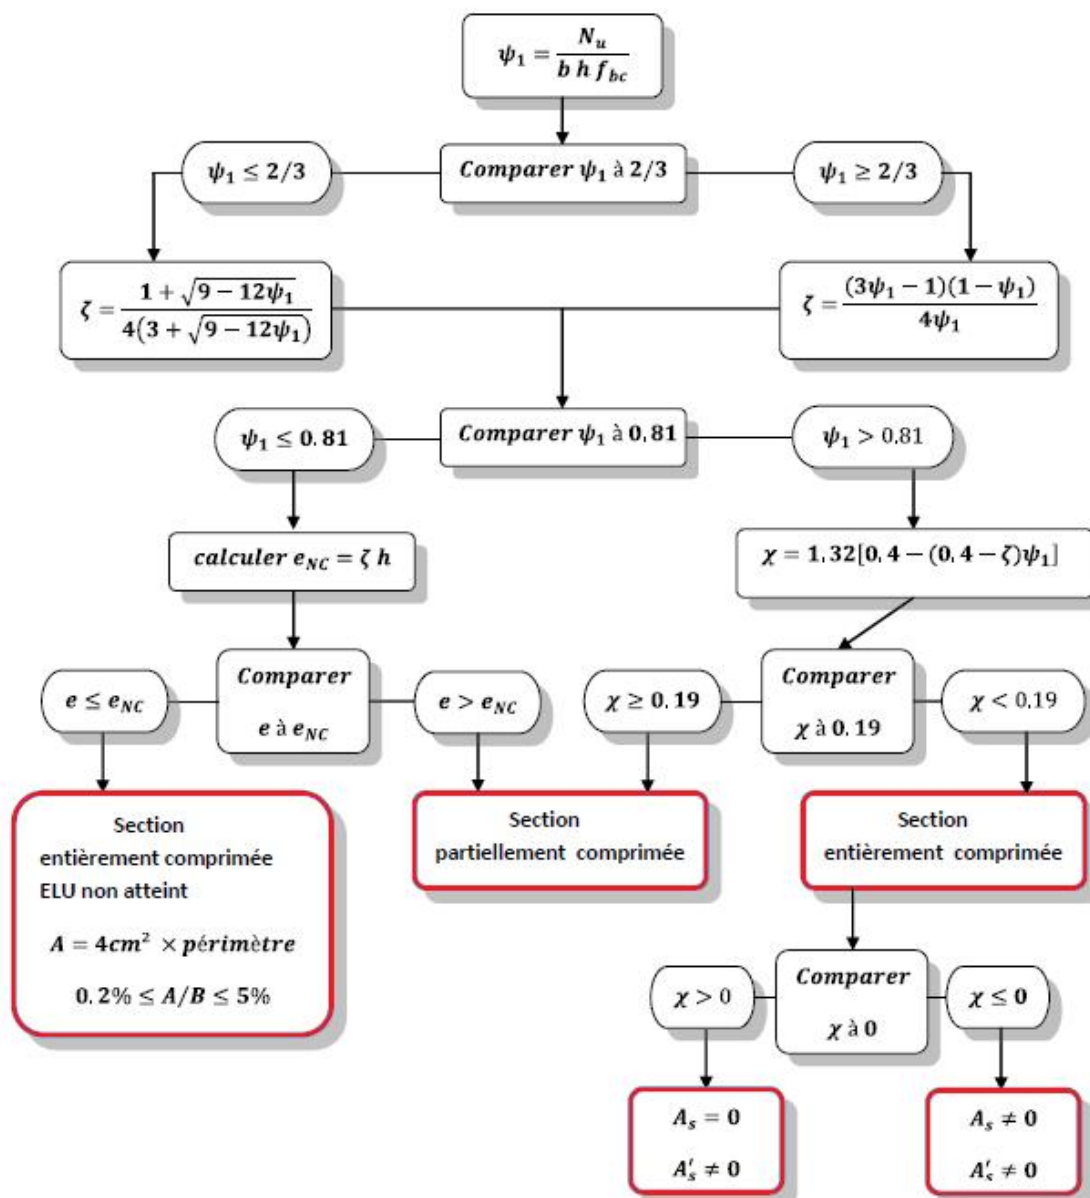 ψ₁ = N_u / (b h f_bc)
ψ₁ ≤ 2/3
Comparer ψ₁ à 2/3
ψ₁ ≥ 2/3
ζ = (1 + √(9 − 12ψ₁)) / (4(3 + √(9 − 12ψ₁)))
ζ = ((3ψ₁ − 1)(1 − ψ₁)) / (4ψ₁)
ψ₁ ≤ 0.81
Comparer ψ₁ à 0,81
ψ₁ > 0.81
calculer e_NC = ζ h
χ = 1.32[0.4 − (0.4 − ζ)ψ₁]
e ≤ e_NC
Comparer
e à e_NC
e > e_NC
χ ≥ 0.19
Comparer
χ à 0.19
χ < 0.19
Section
entièrement comprimée
ELU non atteint
A = 4cm² × périmètre
0.2% ≤ A/B ≤ 5%
Section
partiellement comprimée
Section
entièrement comprimée
χ > 0
Comparer
χ à 0
χ ≤ 0
A_s = 0
A′_s ≠ 0
A_s ≠ 0
A′_s ≠ 0